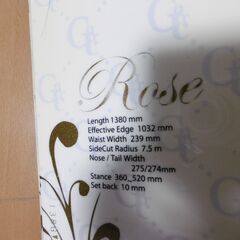 Rose
Length 1380 mm
Effective Edge 1032 mm
Waist Width 239 mm
SideCut Radius 7.5 m
Nose / Tail Width
275/274mm
Stance 360_520 mm
Set back 10 mm